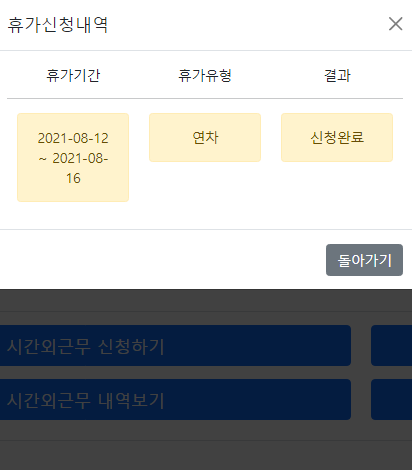 휴가신청내역
휴가기간 휴가유형 결과
2021-08-12 연차 신청완료
~ 2021-08-
16
돌아가기
시간외근무 신청하기
시간외근무 내역보기